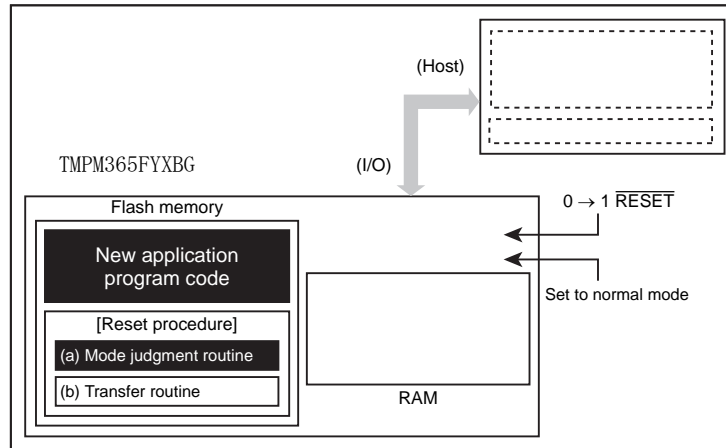 (Host)
TMPM365FYXBG
(I/O)
Flash memory
0 → 1 RESET
New application
program code
Set to normal mode
[Reset procedure]
(a) Mode judgment routine
(b) Transfer routine
RAM